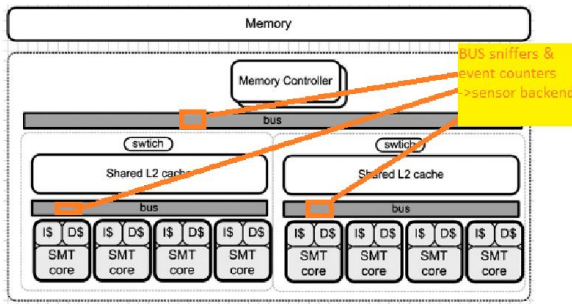 Memory
BUS sniffers &
event counters
->sensor backend
Memory Controller
bus
swtich
swtich
Shared L2 cache
Shared L2 cache
bus
bus
I$ D$ I$ D$ I$ D$ I$ D$
I$ D$ I$ D$ I$ D$ I$ D$
SMT SMT SMT SMT
core core core core
SMT SMT SMT SMT
core core core core